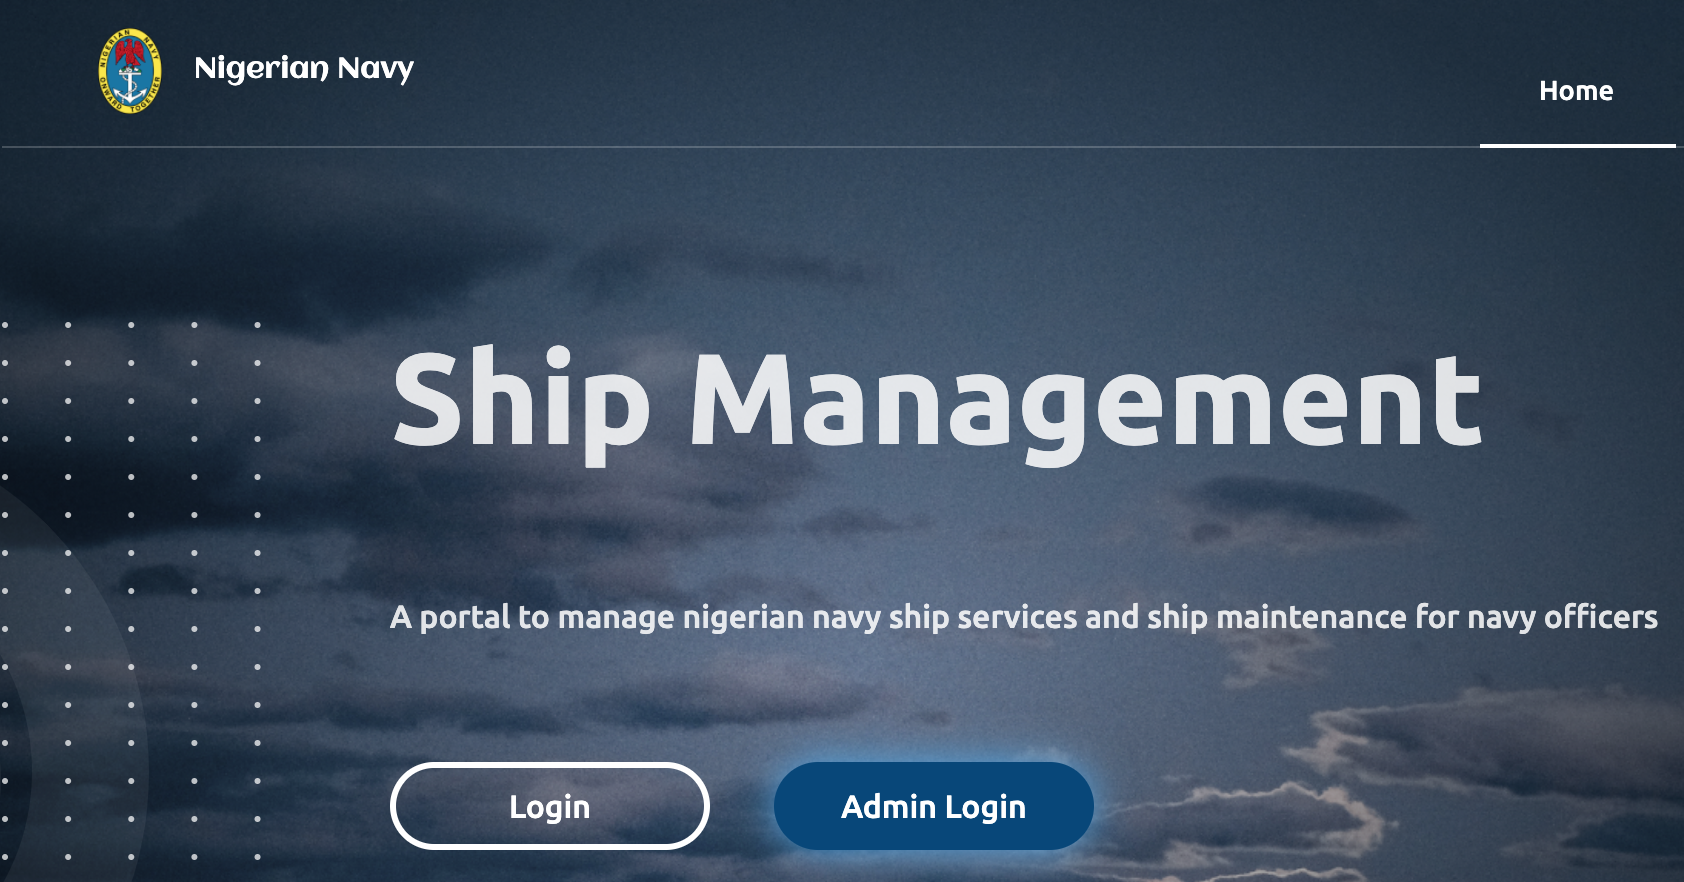 NIGERIAN NAVY
ONWARD TOGETHER
Nigerian Navy
Home
Ship Management
A portal to manage nigerian navy ship services and ship maintenance for navy officers
Login
Admin Login